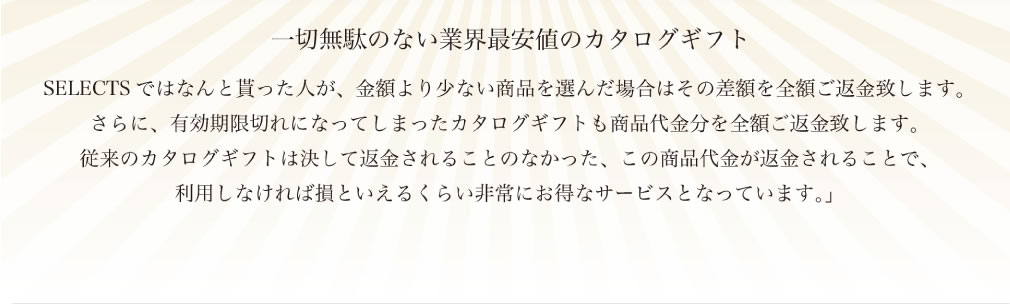 一切無駄のない業界最安値のカタログギフト
SELECTSではなんと貰った人が、金額より少ない商品を選んだ場合はその差額を全額ご返金致します。
さらに、有効期限切れになってしまったカタログギフトも商品代金分を全額ご返金致します。
従来のカタログギフトは決して返金されることのなかった、この商品代金が返金されることで、
利用しなければ損といえるくらい非常にお得なサービスとなっています。」